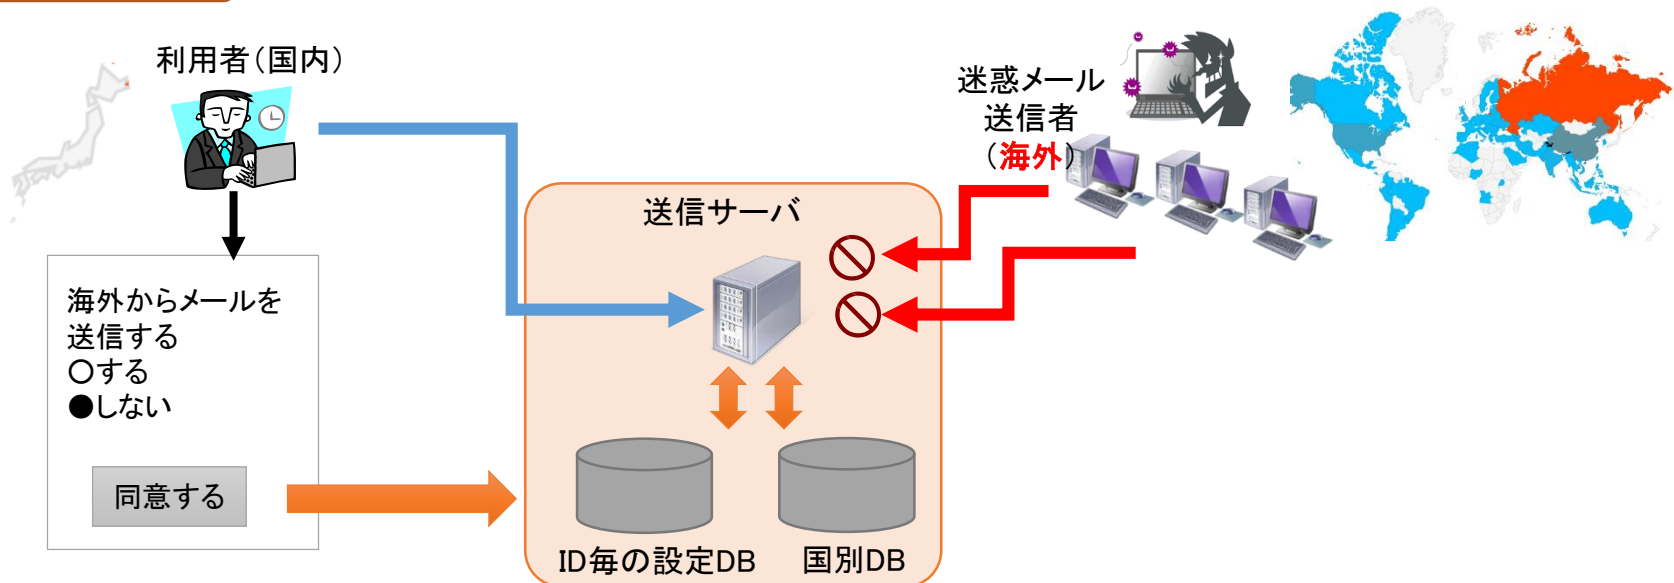 利用者（国内）
迷惑メール
送信者
（海外）
送信サーバ
海外からメールを
送信する
○する
●しない
同意する
ID毎の設定DB
国別DB